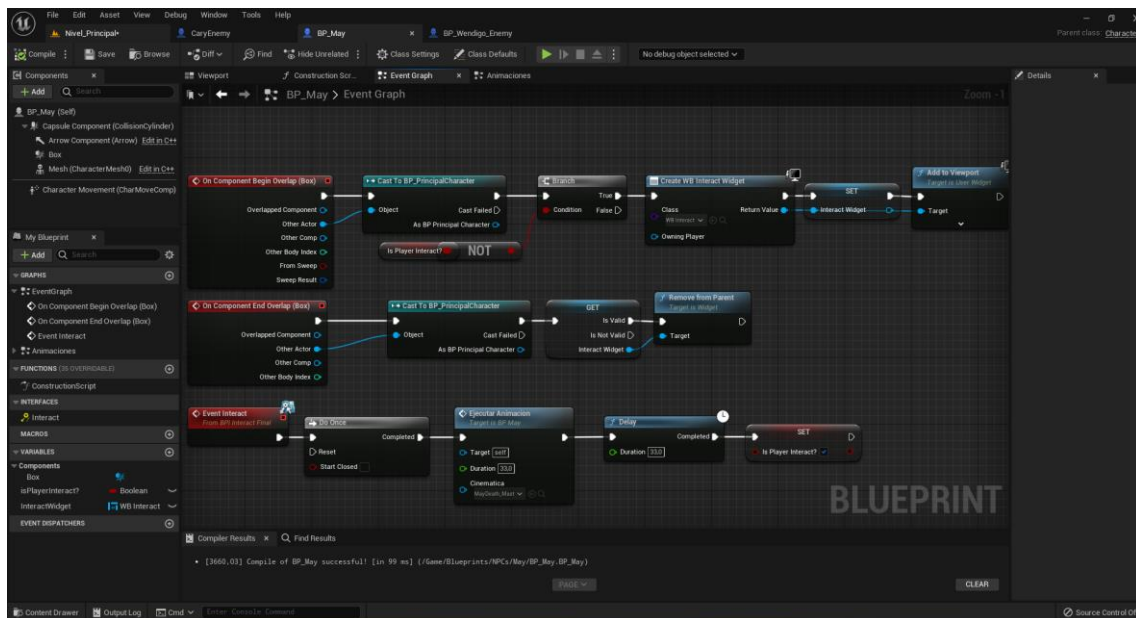 File Edit Asset View Debug Window Tools Help
Nivel_Principal• CaryEnemy BP_May BP_Wendigo_Enemy
Parent class: Character
Compile Save Browse Diff Find Hide Unrelated Class Settings Class Defaults No debug object selected
Components Viewport Construction Scr... Event Graph Animaciones Details
+ Add Search
BP_May > Event Graph Zoom -1
BP_May (Self)
Capsule Component (CollisionCylinder)
Arrow Component (Arrow) Edit in C++
Box
Mesh (CharacterMesh0) Edit in C++
Character Movement (CharMoveComp)
My Blueprint
+ Add Search
GRAPHS
EventGraph
On Component Begin Overlap (Box)
On Component End Overlap (Box)
Event Interact
Animaciones
FUNCTIONS
ConstructionScript
INTERFACES
Interact
MACROS
VARIABLES
Components
Box
isPlayerInteract? Boolean
InteractWidget WB Interact
EVENT DISPATCHERS
On Component Begin Overlap (Box)
Overlapped Component
Other Actor
Other Comp
Other Body Index
From Sweep
Sweep Result
Cast To BP_PrincipalCharacter
Object Cast Failed
As BP Principal Character
Is Player Interact? NOT
Branch
True
Condition False
Create WB Interact Widget
Class Return Value
WB Interact
Owning Player
SET
Interact Widget
Add to Viewport
Target is User Widget
Target
On Component End Overlap (Box)
Overlapped Component
Other Actor
Other Comp
Other Body Index
Cast To BP_PrincipalCharacter
Object Cast Failed
As BP Principal Character
GET
Is Valid
Is Not Valid
Interact Widget
Remove from Parent
Target is Widget
Target
Event Interact
From BPI Interact Final
Do Once
Completed
Reset
Start Closed
Ejecutar Animacion
Target is BP May
Target self
Duration 33,0
Cinematica
MayDeath_Mast
Delay
Completed
Duration 33,0
SET
Is Player Interact?
BLUEPRINT
Compiler Results Find Results
[3660,03] Compile of BP_May successful! [in 99 ms] (/Game/Blueprints/NPCs/May/BP_May.BP_May)
PAGE CLEAR
Content Drawer Output Log Cmd Enter Console Command Source Control Of